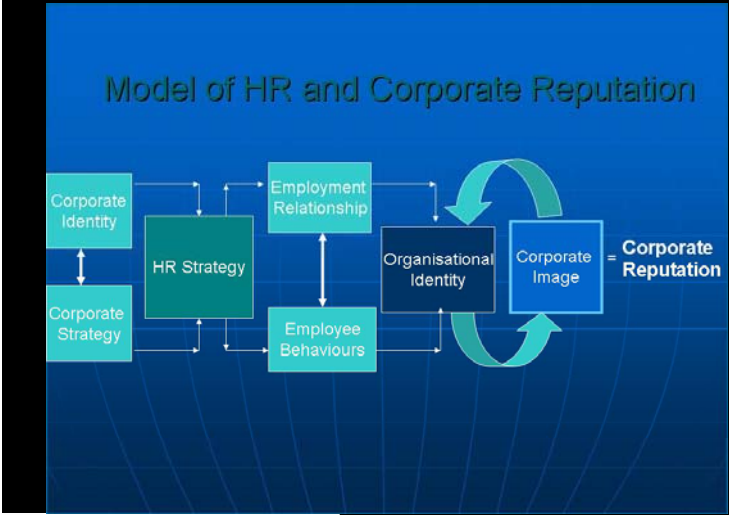 Model of HR and Corporate Reputation
Corporate
Identity
Corporate
Strategy
HR Strategy
Employment
Relationship
Employee
Behaviours
Organisational
Identity
Corporate
Image
= Corporate
Reputation